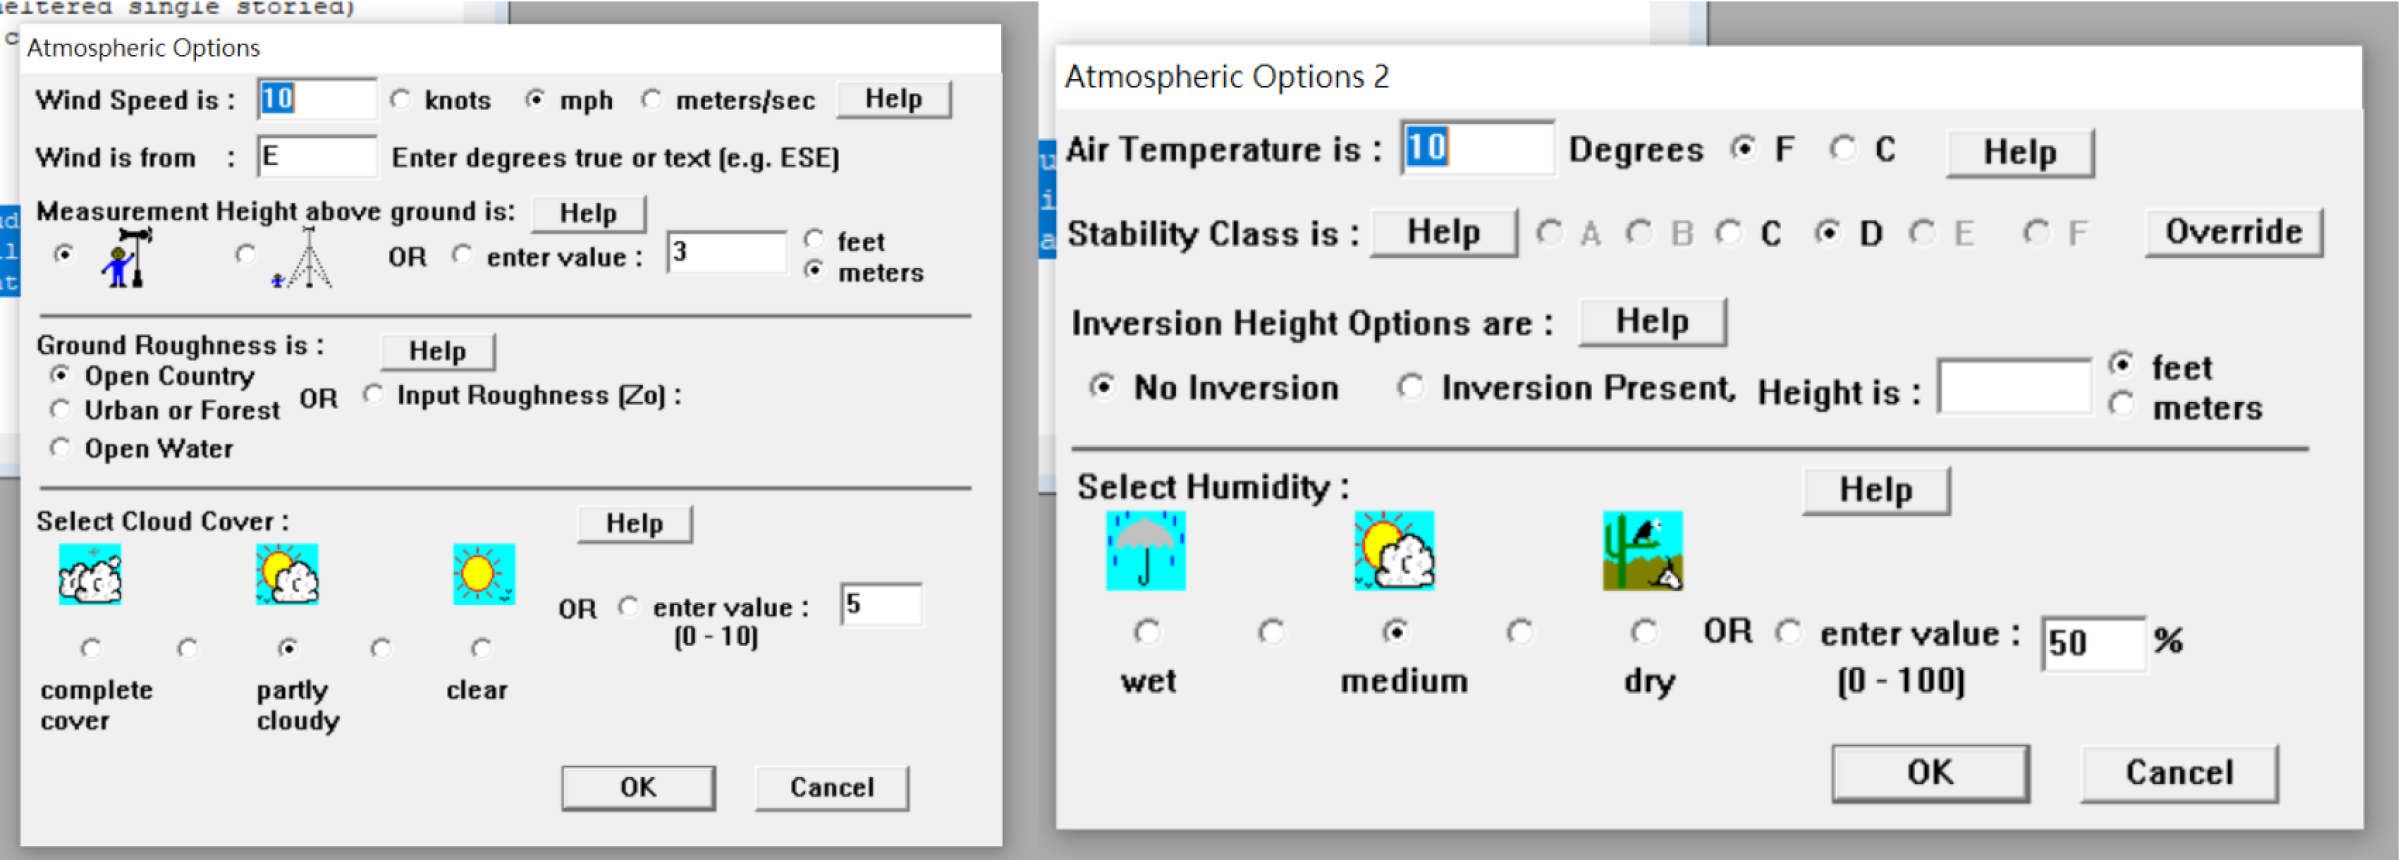 eltered single storied)
c
Atmospheric Options
Wind Speed is : 10 knots mph meters/sec Help
Wind is from : E Enter degrees true or text (e.g. ESE)
Measurement Height above ground is: Help
OR enter value : 3 feet
meters
Ground Roughness is : Help
Open Country
Urban or Forest OR Input Roughness (Zo) :
Open Water
Select Cloud Cover : Help
OR enter value : 5
(0 - 10)
complete cover
partly cloudy
clear
OK Cancel
Atmospheric Options 2
Air Temperature is : 10 Degrees F C Help
Stability Class is : Help A B C D E F Override
Inversion Height Options are : Help
No Inversion Inversion Present, Height is : feet
meters
Select Humidity : Help
OR enter value : 50 %
(0 - 100)
wet medium dry
OK Cancel